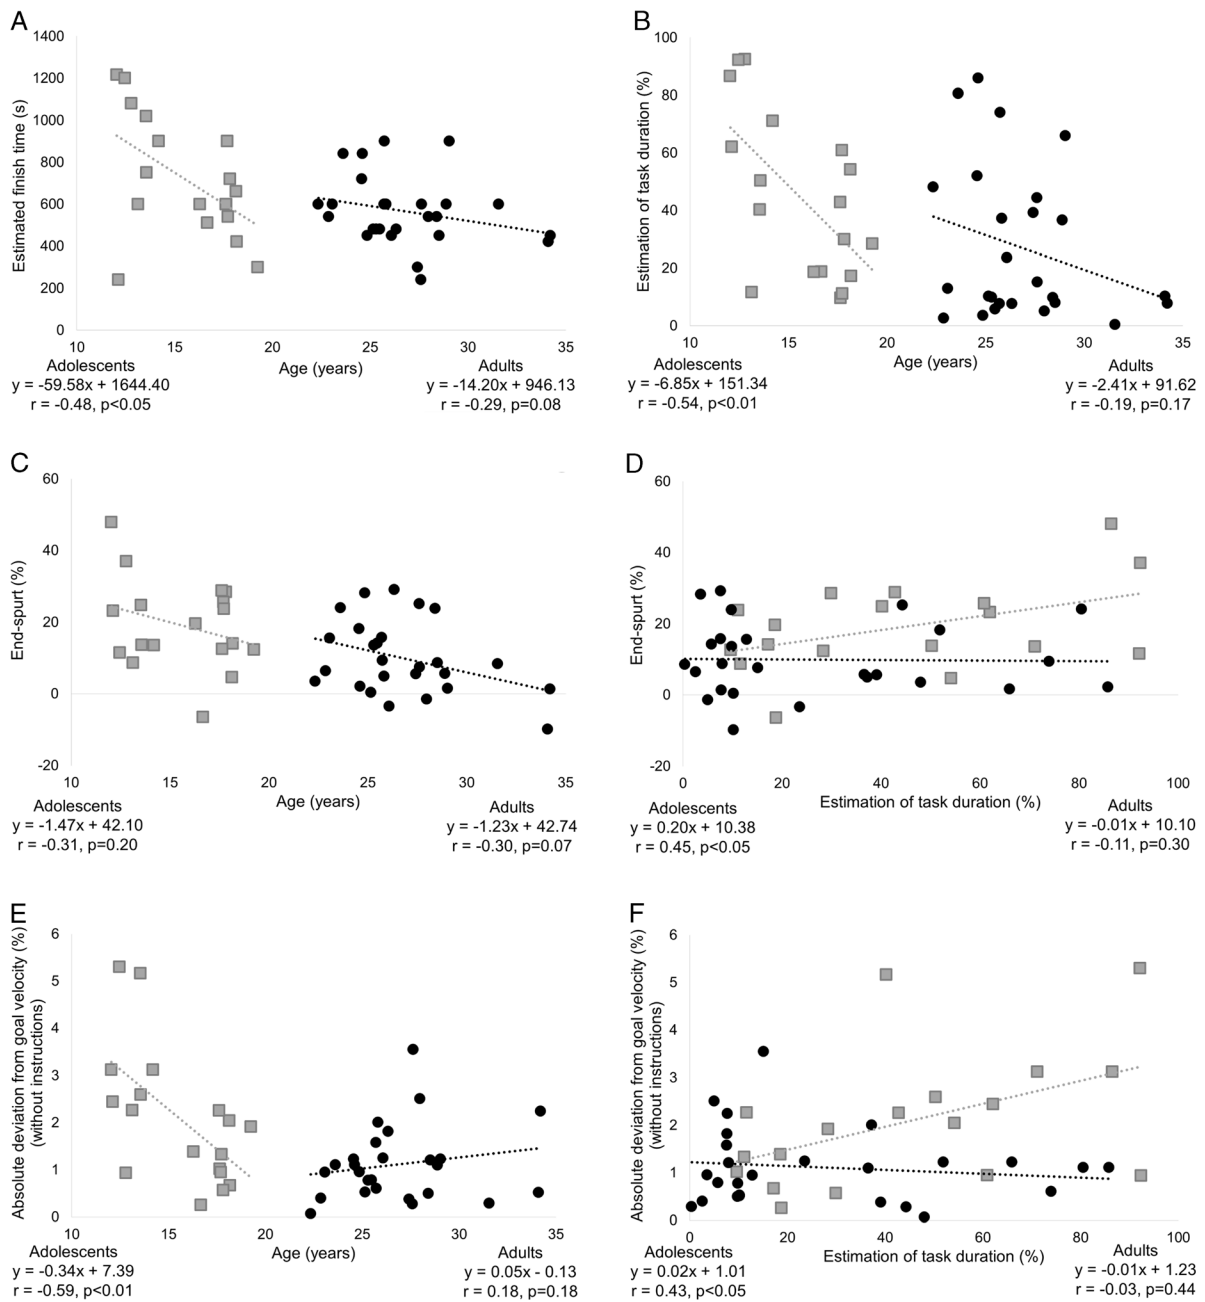 A
1400
1200
1000
800
600
400
200
0
Estimated finish time (s)
10 15 20 25 30 35
Age (years)
Adolescents
y = -59.58x + 1644.40
r = -0.48, p<0.05
Adults
y = -14.20x + 946.13
r = -0.29, p=0.08
B
100
80
60
40
20
0
Estimation of task duration (%)
10 15 20 25 30 35
Age (years)
Adolescents
y = -6.85x + 151.34
r = -0.54, p<0.01
Adults
y = -2.41x + 91.62
r = -0.19, p=0.17
C
60
40
20
0
-20
End-spurt (%)
10 15 20 25 30 35
Age (years)
Adolescents
y = -1.47x + 42.10
r = -0.31, p=0.20
Adults
y = -1.23x + 42.74
r = -0.30, p=0.07
D
60
40
20
0
-20
End-spurt (%)
0 20 40 60 80 100
Estimation of task duration (%)
Adolescents
y = 0.20x + 10.38
r = 0.45, p<0.05
Adults
y = -0.01x + 10.10
r = -0.11, p=0.30
E
6
5
4
3
2
1
0
Absolute deviation from goal velocity (%)
(without instructions)
10 15 20 25 30 35
Age (years)
Adolescents
y = -0.34x + 7.39
r = -0.59, p<0.01
Adults
y = 0.05x - 0.13
r = 0.18, p=0.18
F
6
5
4
3
2
1
0
Absolute deviation from goal velocity (%)
(without instructions)
0 20 40 60 80 100
Estimation of task duration (%)
Adolescents
y = 0.02x + 1.01
r = 0.43, p<0.05
Adults
y = -0.01x + 1.23
r = -0.03, p=0.44